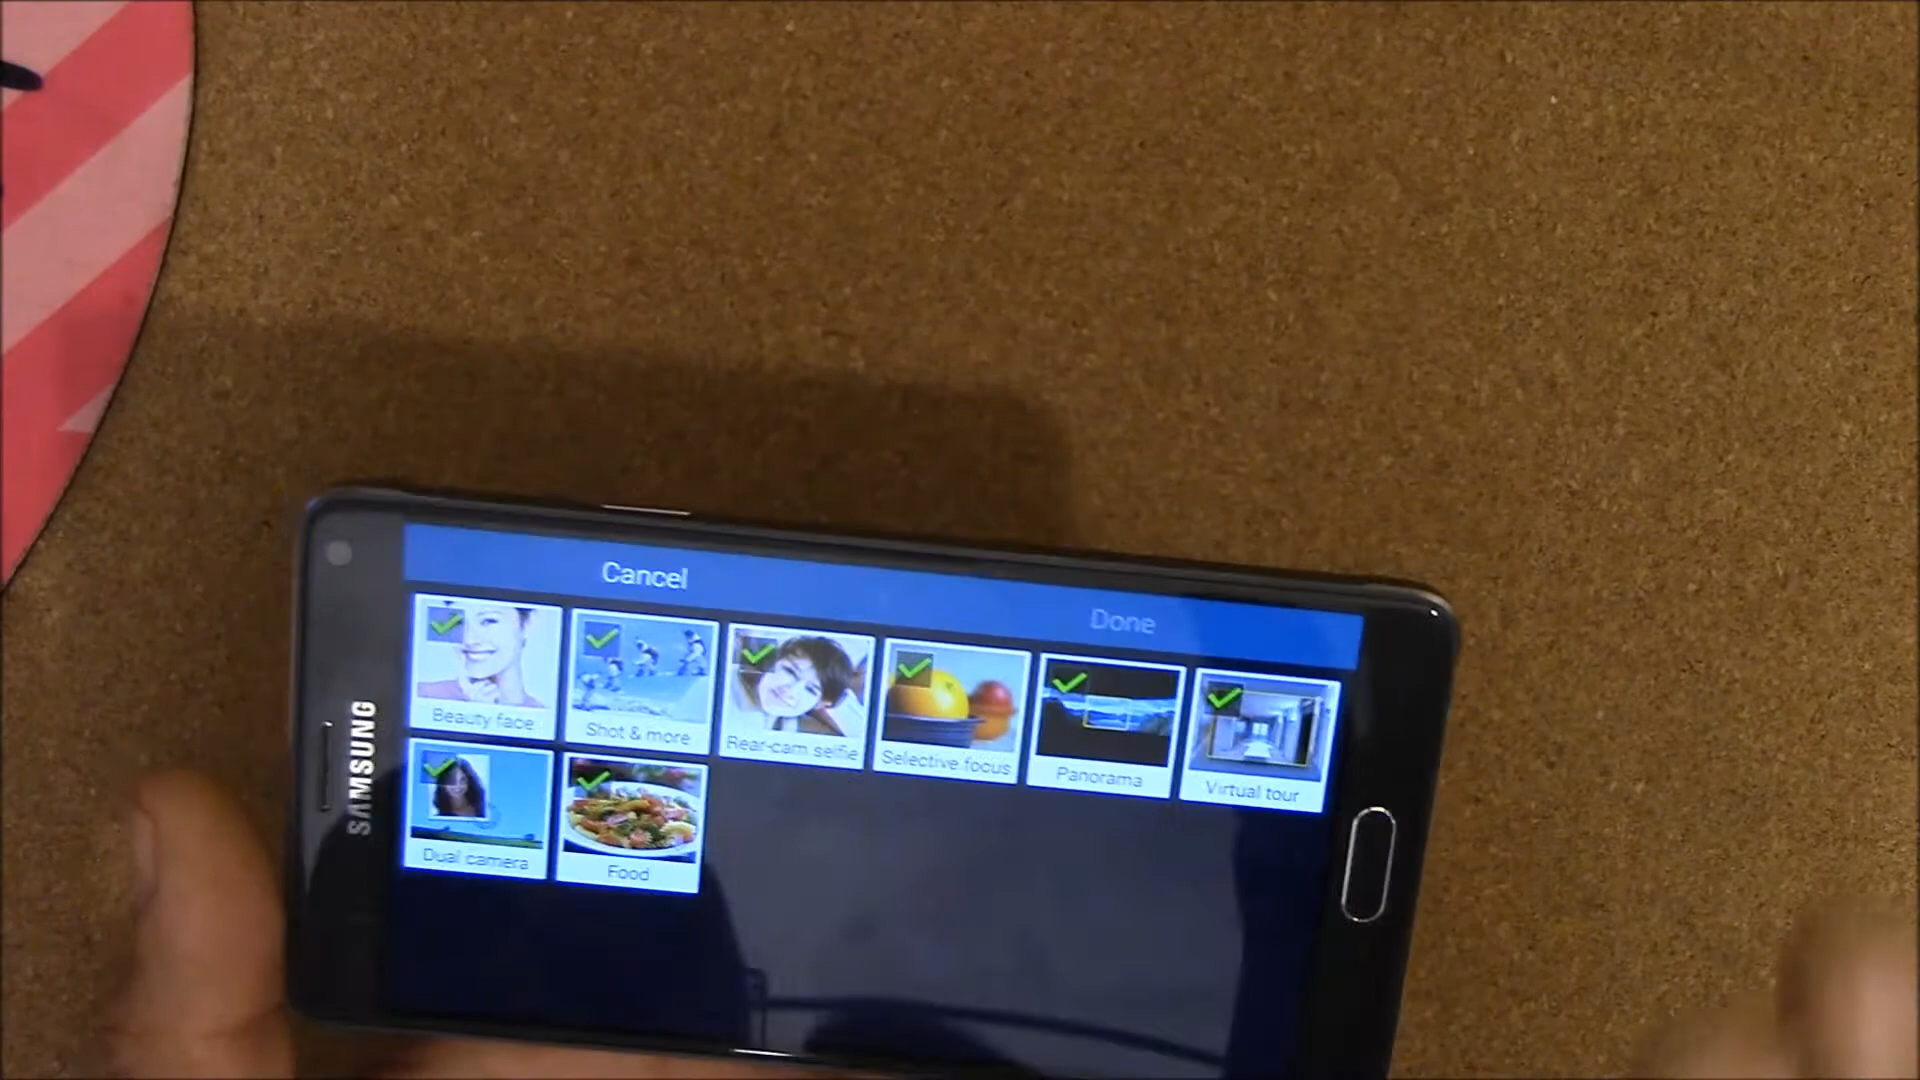 SAMSUNG
Cancel
Done
Beauty face
Shot & more
Rear-cam selfie
Selective focus
Panorama
Virtual tour
Dual camera
Food